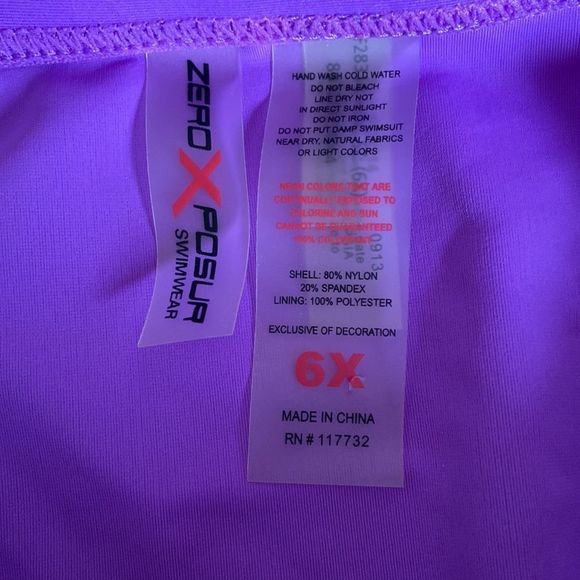 ZERO X POSUR
SWIMWEAR
HAND WASH COLD WATER
DO NOT BLEACH
LINE DRY NOT
IN DIRECT SUNLIGHT
DO NOT IRON
DO NOT PUT DAMP SWIMSUIT
NEAR DRY, NATURAL FABRICS
OR LIGHT COLORS
NEON COLORS THAT ARE
CONTINUALLY EXPOSED TO
CHLORINE AND SUN
CANNOT BE GUARANTEED
100% COLORFAST
SHELL: 80% NYLON
20% SPANDEX
LINING: 100% POLYESTER
EXCLUSIVE OF DECORATION
6X
MADE IN CHINA
RN # 117732
0913